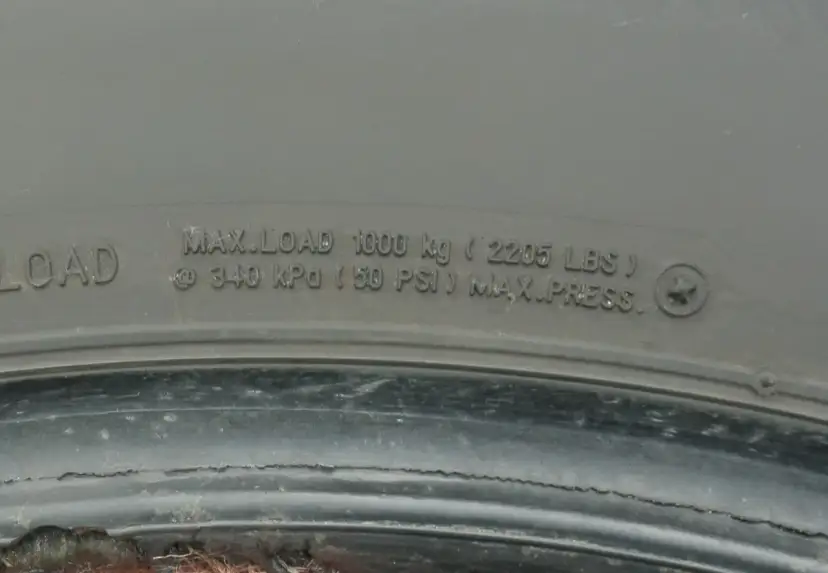 LOAD
MAX.LOAD 1000 kg ( 2205 LBS )
@ 340 kPa ( 50 PSI ) MAX.PRESS.